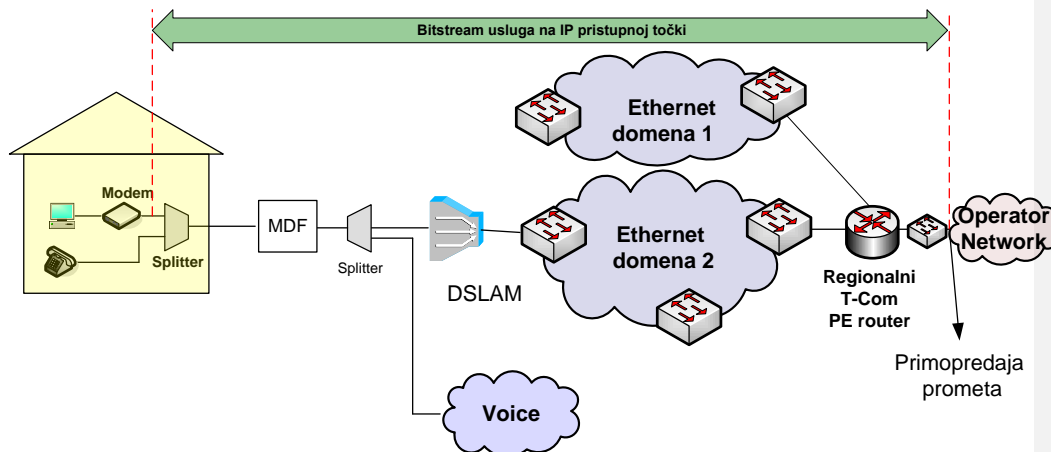 Bitstream usluga na IP pristupnoj točki
Ethernet
domena 1
Modem
Splitter
MDF
Splitter
DSLAM
Ethernet
domena 2
Regionalni
T-Com
PE router
Operator
Network
Primopredaja
prometa
Voice